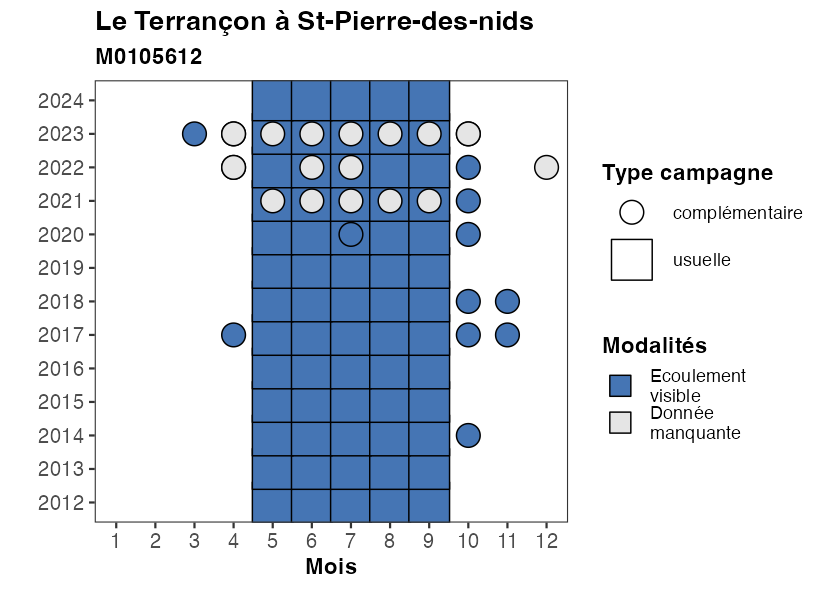 Le Terrançon à St-Pierre-des-nids
M0105612
2024
2023
2022
2021
2020
2019
2018
2017
2016
2015
2014
2013
2012
1 2 3 4 5 6 7 8 9 10 11 12
Mois
Type campagne
complémentaire
usuelle
Modalités
Ecoulement
visible
Donnée
manquante